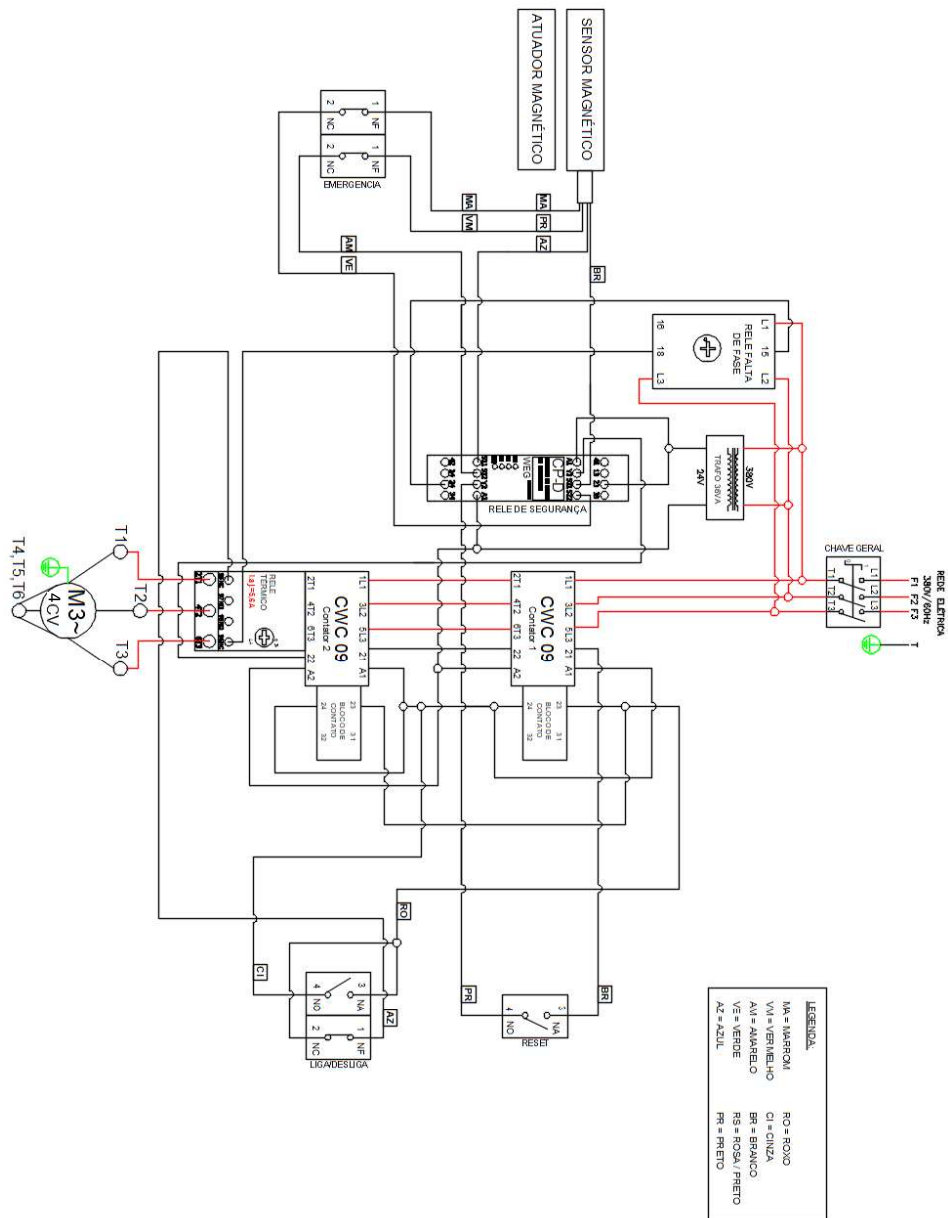 REDE ELÉTRICA
380V/60Hz
F1 F2 F3
T
CHAVE GERAL
L1 L2 L3
T1 T2 T3
380V
TRAFO 38VA
24V
RELE FALTA
DE FASE
L1 15 L2
16 18 L3
SENSOR MAGNÉTICO
ATUADOR MAGNÉTICO
MA PR AZ
BR
MA VM
AM VE
1 NF
2 NC
1 NF
2 NC
EMERGENCIA
CP-D
WEG
RELE DE SEGURANÇA
CWC 09
Contator 1
1L1 3L2 5L3 21 A1
2T1 4T2 6T3 22 A2
BLOCO DE
CONTATO
23 31
24 32
CWC 09
Contator 2
1L1 3L2 5L3 21 A1
2T1 4T2 6T3 22 A2
BLOCO DE
CONTATO
23 31
24 32
RELE
TÉRMICO
T1 T2 T3
M3~
4CV
T4,T5,T6
RO
CI
AZ
3 NA
4 NO
1 NF
2 NC
LIGA/DESLIGA
BR
PR
3 NA
4 NO
RESET
LEGENDA:
MA = MARROM
VM = VERMELHO
AM = AMARELO
VE = VERDE
AZ = AZUL
RO = ROXO
CI = CINZA
BR = BRANCO
RS = ROSA / PRETO
PR = PRETO